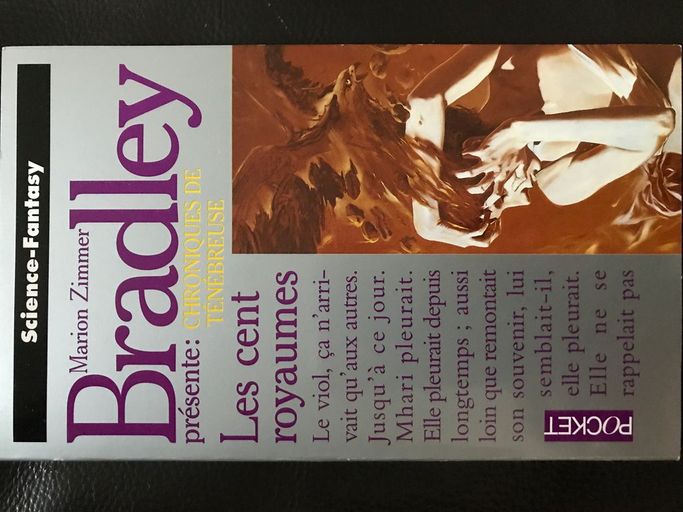 Science-Fantasy
Marion Zimmer
Bradley
présente: CHRONIQUES DE
TÉNÉBREUSE
Les cent
royaumes
Le viol, ça n'arri-
vait qu'aux autres.
Jusqu'à ce jour.
Mhari pleurait.
Elle pleurait depuis
longtemps ; aussi
loin que remontait
son souvenir, lui
semblait-il,
elle pleurait.
Elle ne se
rappelait pas
POCKET